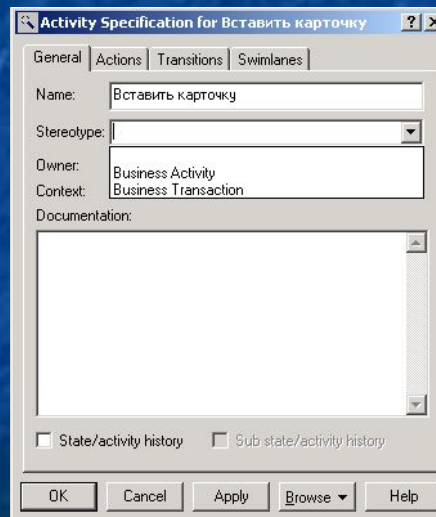 Activity Specification for Вставить карточку
General Actions Transitions Swimlanes
Name: Вставить карточку
Stereotype:
Owner: Business Activity
Context: Business Transaction
Documentation:
State/activity history Sub state/activity history
OK Cancel Apply Browse Help